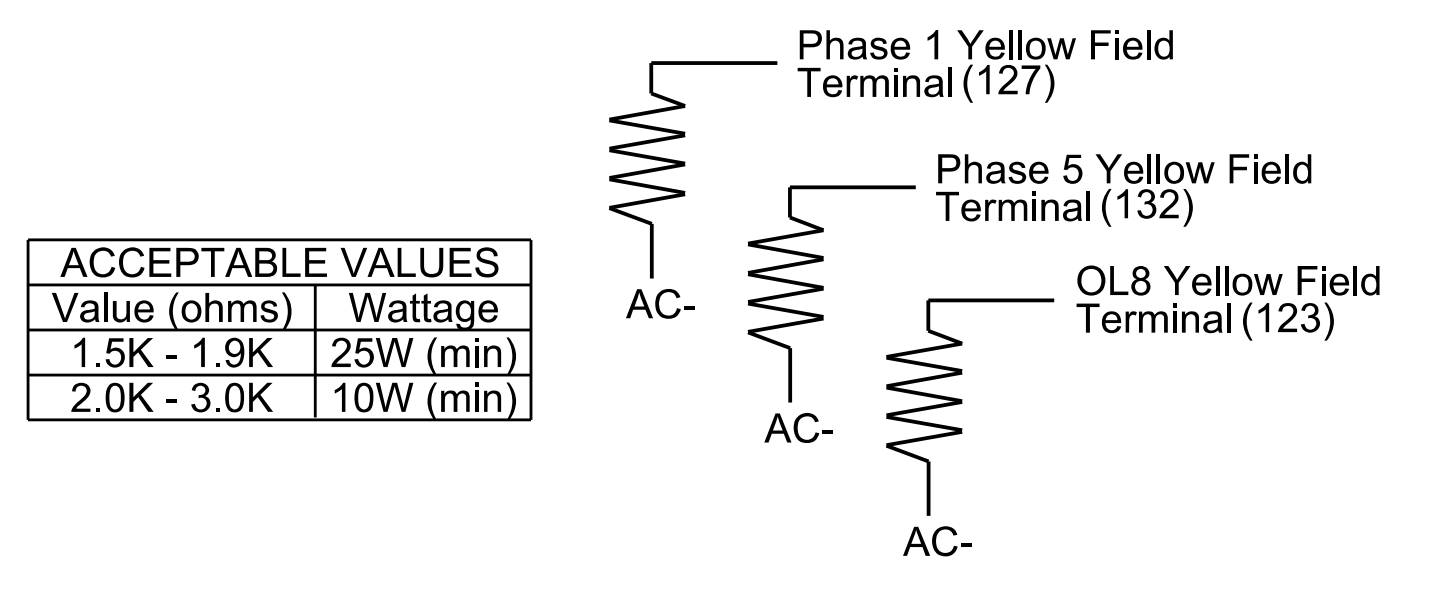 Phase 1 Yellow Field
Terminal (127)
AC-
Phase 5 Yellow Field
Terminal (132)
AC-
OL8 Yellow Field
Terminal (123)
AC-
ACCEPTABLE VALUES
Value (ohms) Wattage
1.5K - 1.9K 25W (min)
2.0K - 3.0K 10W (min)